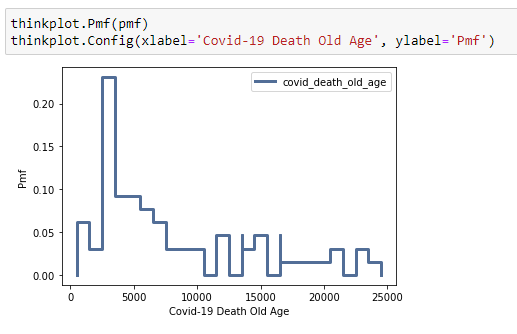 thinkplot.Pmf(pmf)
thinkplot.Config(xlabel='Covid-19 Death Old Age', ylabel='Pmf')
covid_death_old_age
0.20
0.15
0.10
0.05
0.00
Pmf
0 5000 10000 15000 20000 25000
Covid-19 Death Old Age